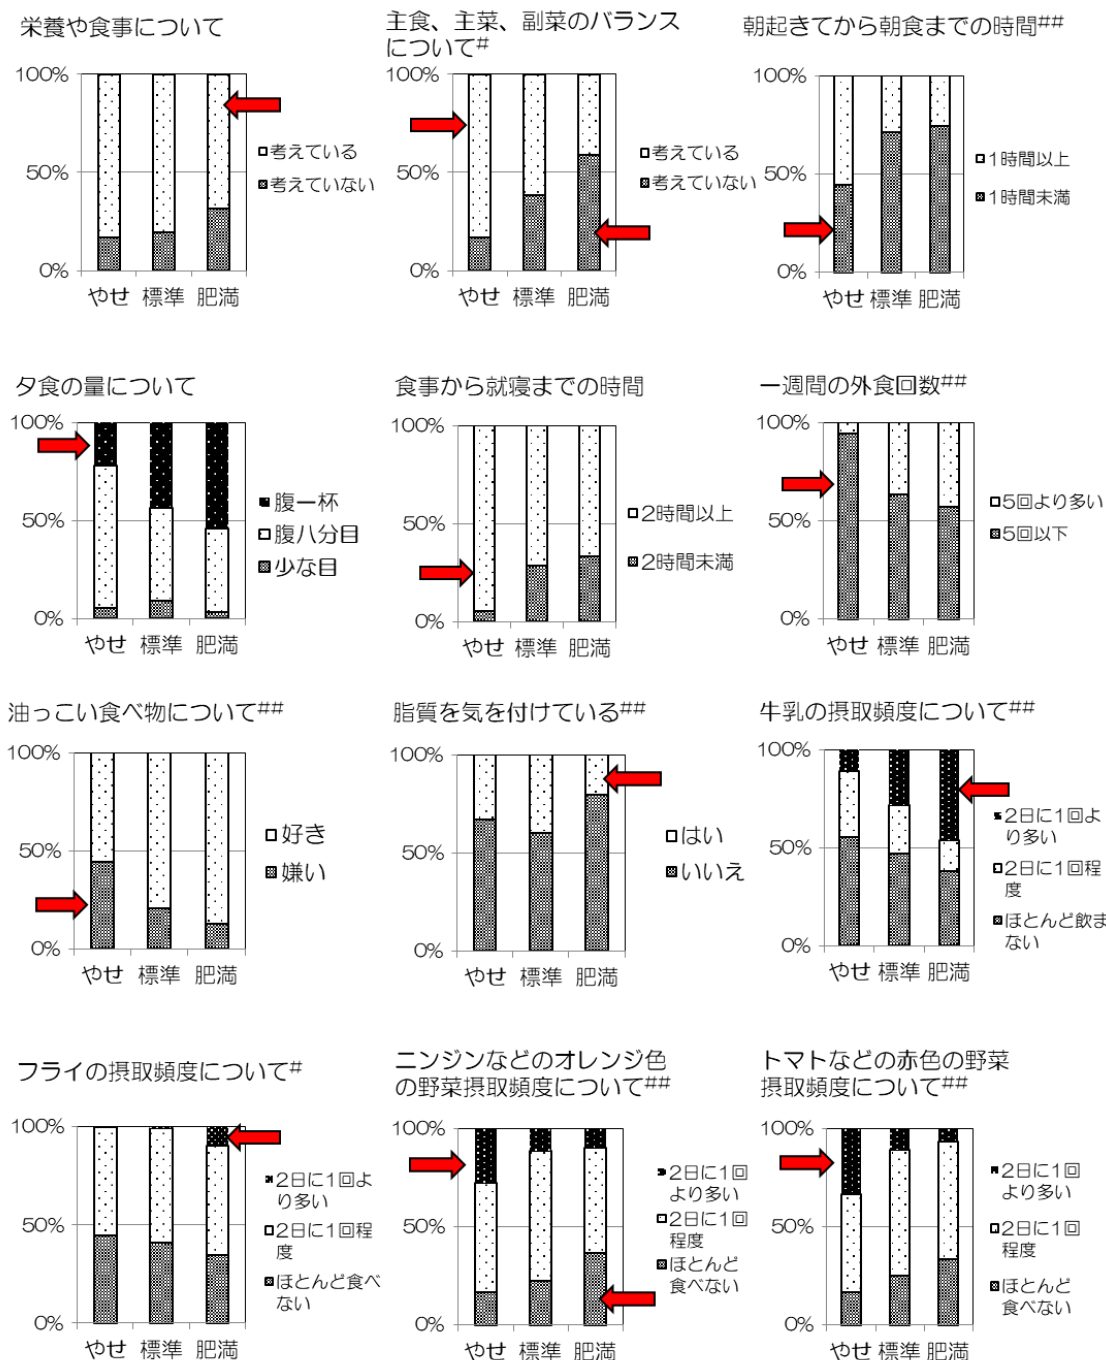 栄養や食事について
100%
50%
0%
やせ 標準 肥満
考えている
考えていない
主食、主菜、副菜のバランス
について#
100%
50%
0%
やせ 標準 肥満
考えている
考えていない
朝起きてから朝食までの時間##
100%
50%
0%
やせ 標準 肥満
1時間以上
1時間未満
夕食の量について
100%
50%
0%
やせ 標準 肥満
腹一杯
腹八分目
少な目
食事から就寝までの時間
100%
50%
0%
やせ 標準 肥満
2時間以上
2時間未満
一週間の外食回数##
100%
50%
0%
やせ 標準 肥満
5回より多い
5回以下
油っこい食べ物について##
100%
50%
0%
やせ 標準 肥満
好き
嫌い
脂質を気を付けている##
100%
50%
0%
やせ 標準 肥満
はい
いいえ
牛乳の摂取頻度について##
100%
50%
0%
やせ 標準 肥満
2日に1回よ
り多い
2日に1回程
度
ほとんど飲ま
ない
フライの摂取頻度について#
100%
50%
0%
やせ 標準 肥満
2日に1回よ
り多い
2日に1回程
度
ほとんど食べ
ない
ニンジンなどのオレンジ色
の野菜摂取頻度について##
100%
50%
0%
やせ 標準 肥満
2日に1回
より多い
2日に1回
程度
ほとんど
食べない
トマトなどの赤色の野菜
摂取頻度について##
100%
50%
0%
やせ 標準 肥満
2日に1回
より多い
2日に1回
程度
ほとんど
食べない